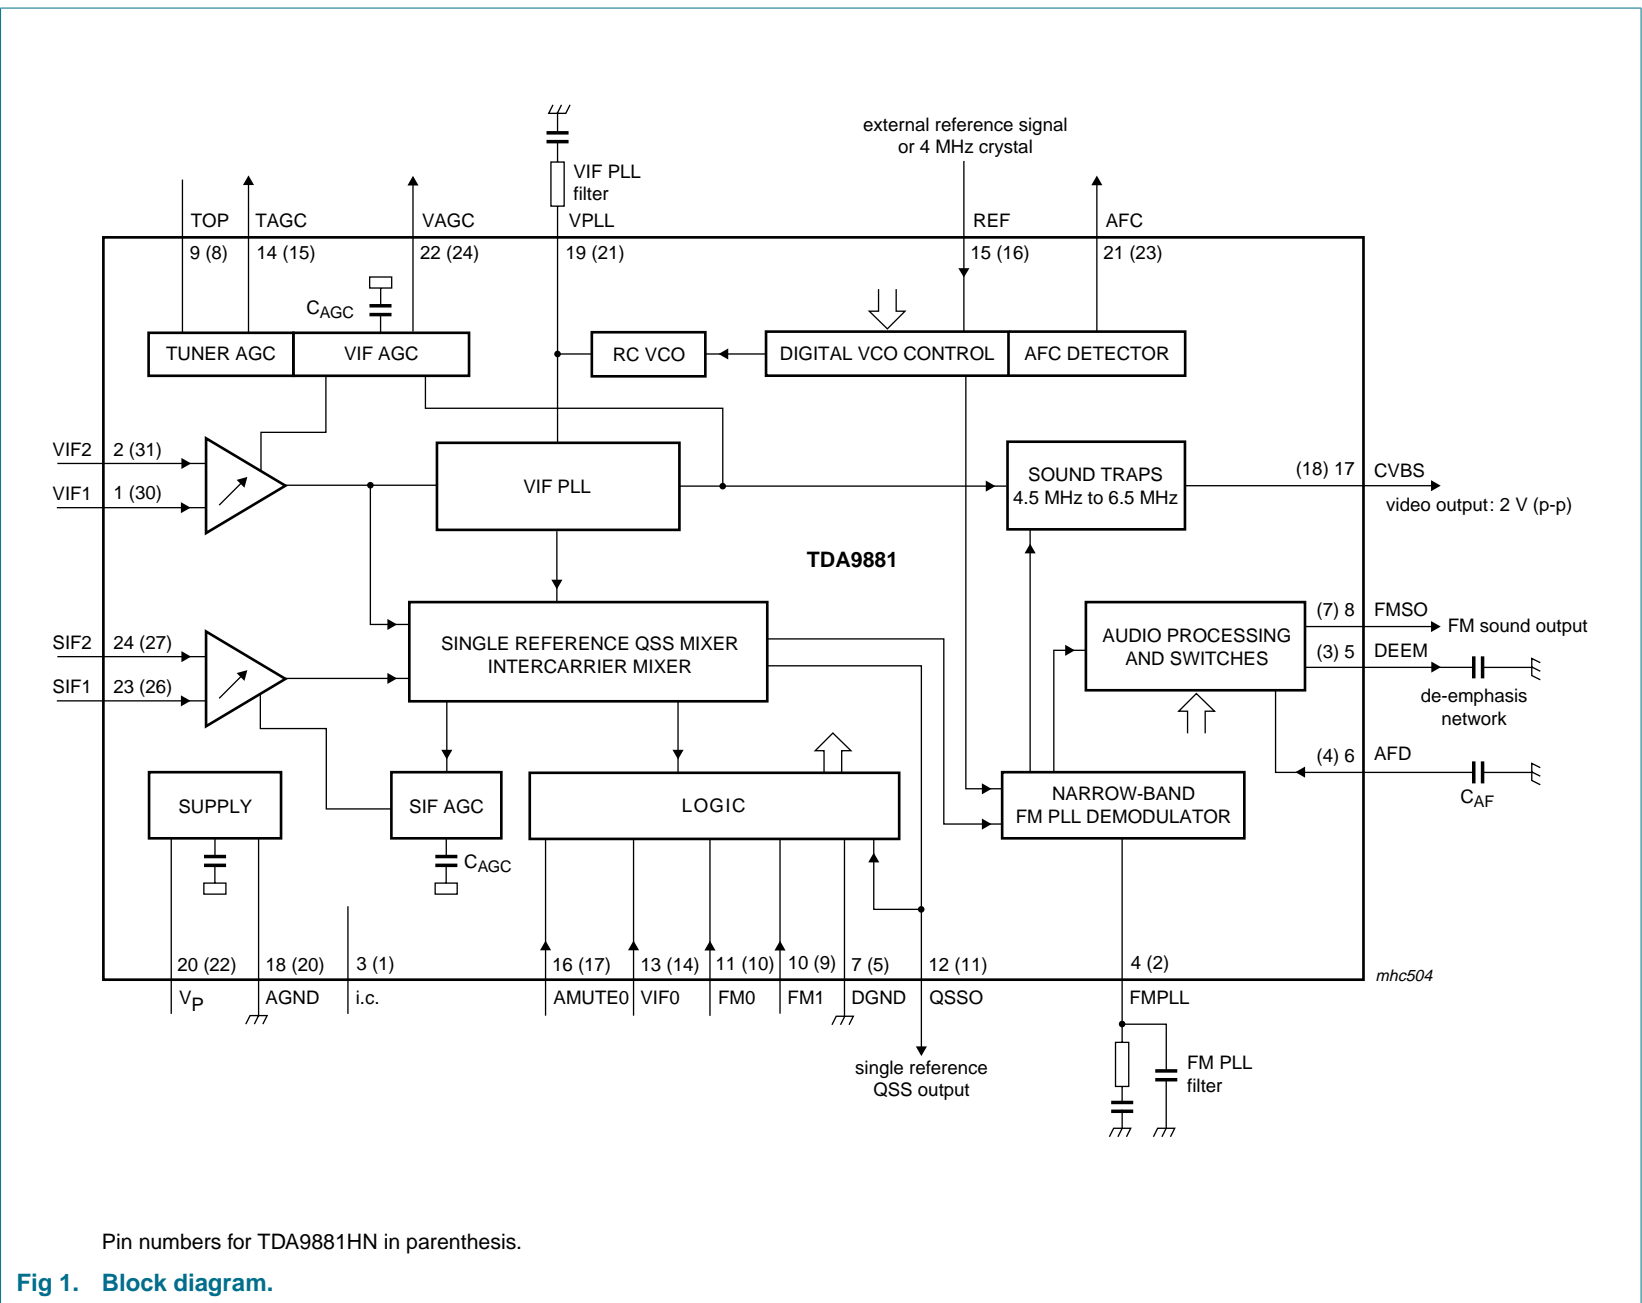 external reference signal
or 4 MHz crystal
VIF PLL
filter
TOP
TAGC
VAGC
VPLL
REF
AFC
9 (8)
14 (15)
22 (24)
19 (21)
15 (16)
21 (23)
CAGC
TUNER AGC
VIF AGC
RC VCO
DIGITAL VCO CONTROL
AFC DETECTOR
VIF2
2 (31)
VIF1
1 (30)
VIF PLL
SOUND TRAPS
4.5 MHz to 6.5 MHz
(18) 17
CVBS
video output: 2 V (p-p)
TDA9881
SIF2
24 (27)
SIF1
23 (26)
SINGLE REFERENCE QSS MIXER
INTERCARRIER MIXER
AUDIO PROCESSING
AND SWITCHES
(7) 8
FMSO
FM sound output
(3) 5
DEEM
de-emphasis
network
(4) 6
AFD
CAF
SUPPLY
SIF AGC
LOGIC
NARROW-BAND
FM PLL DEMODULATOR
CAGC
20 (22)
18 (20)
3 (1)
16 (17)
13 (14)
11 (10)
10 (9)
7 (5)
12 (11)
4 (2)
mhc504
VP
AGND
i.c.
AMUTE0
VIF0
FM0
FM1
DGND
QSSO
FMPLL
single reference
QSS output
FM PLL
filter
Pin numbers for TDA9881HN in parenthesis.
Fig 1. Block diagram.